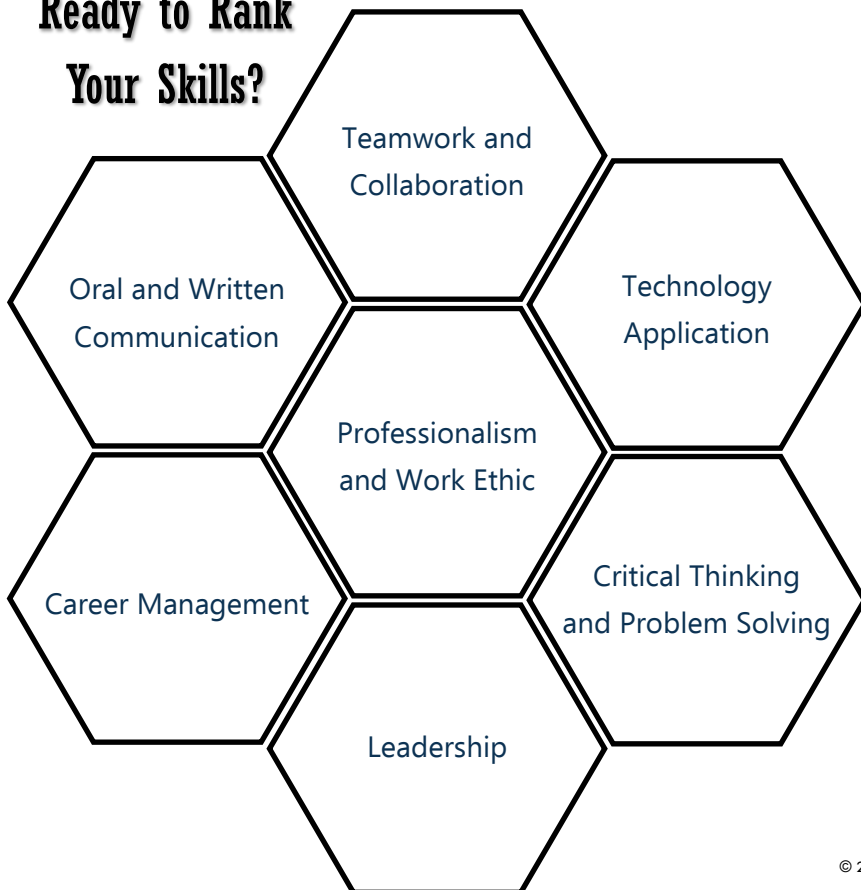 Ready to Rank
Your Skills?
Teamwork and
Collaboration
Oral and Written
Communication
Technology
Application
Professionalism
and Work Ethic
Career Management
Critical Thinking
and Problem Solving
Leadership
© 2